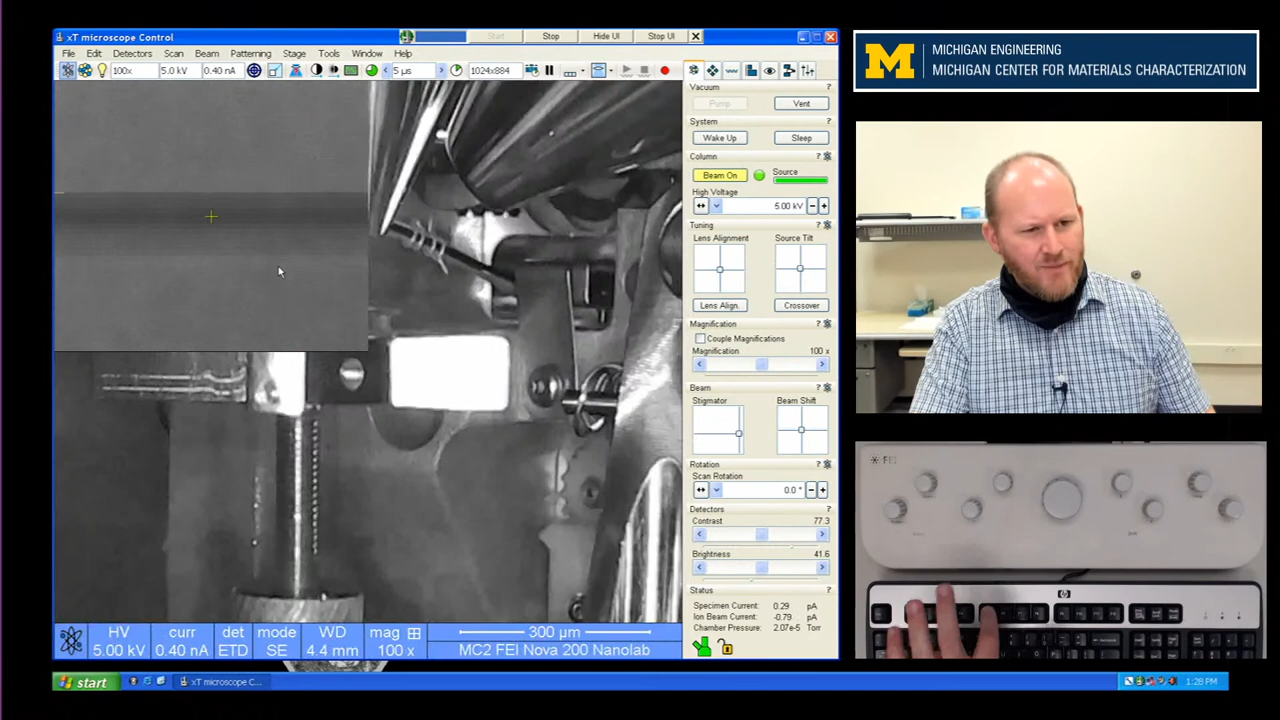 xT microscope Control
Start
Stop
Hide UI
Stop UI
File Edit Detectors Scan Beam Patterning Stage Tools Window Help
100x
5.0 kV
0.40 nA
5 µs
1024x884
Vacuum ?
Pump
Vent
System ?
Wake Up
Sleep
Column ?
Beam On
Source
High Voltage
5.00 kV
Tuning ?
Lens Alignment
Source Tilt
Lens Align.
Crossover
Magnification ?
Couple Magnifications
Magnification
100 x
Beam ?
Stigmator
Beam Shift
Rotation ?
Scan Rotation
0.0 °
Detectors ?
Contrast
77.3
Brightness
41.6
Status ?
Specimen Current: 0.29 pA
Ion Beam Current: -0.79 pA
Chamber Pressure: 2.07e-5 Torr
HV curr det mode WD mag
5.00 kV 0.40 nA ETD SE 4.4 mm 100 x
300 µm
MC2 FEI Nova 200 Nanolab
start
xT microscope C...
1:28 PM
M
MICHIGAN ENGINEERING
MICHIGAN CENTER FOR MATERIALS CHARACTERIZATION
FEI
hp